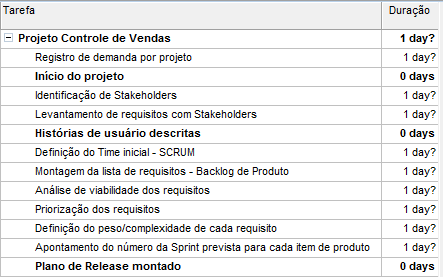 Tarefa Duração
Projeto Controle de Vendas 1 day?
Registro de demanda por projeto 1 day?
Início do projeto 0 days
Identificação de Stakeholders 1 day?
Levantamento de requisitos com Stakeholders 1 day?
Histórias de usuário descritas 0 days
Definição do Time inicial - SCRUM 1 day?
Montagem da lista de requisitos - Backlog de Produto 1 day?
Análise de viabilidade dos requisitos 1 day?
Priorização dos requisitos 1 day?
Definição do peso/complexidade de cada requisito 1 day?
Apontamento do número da Sprint prevista para cada item de produto 1 day?
Plano de Release montado 0 days